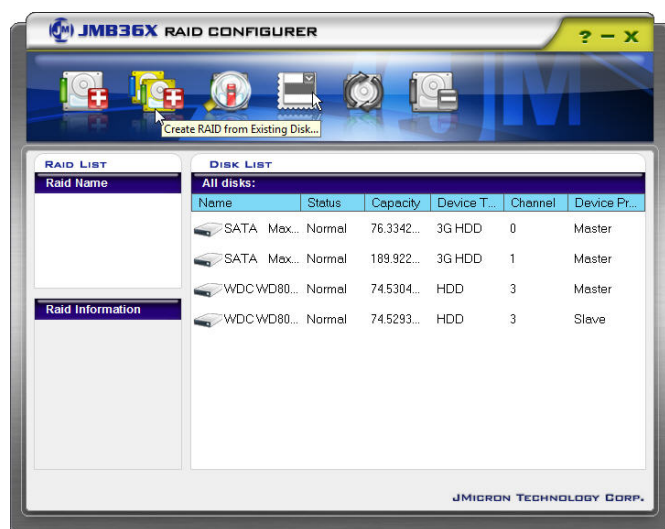 JMB36X RAID CONFIGURER
? – X
Create RAID from Existing Disk...
RAID LIST
Raid Name
Raid Information
DISK LIST
All disks:
Name Status Capacity Device T... Channel Device Pr...
SATA Max... Normal 76.3342... 3G HDD 0 Master
SATA Max... Normal 189.922... 3G HDD 1 Master
WDC WD80... Normal 74.5304... HDD 3 Master
WDC WD80... Normal 74.5293... HDD 3 Slave
JMICRON TECHNOLOGY CORP.